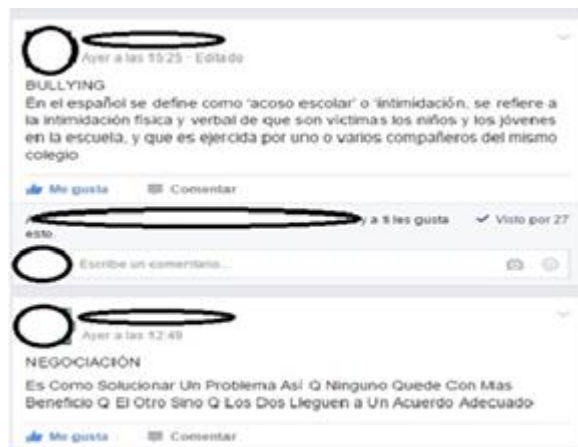 Ayer a las 15:25 · Editado
BULLYING
En el español se define como 'acoso escolar' o 'intimidación, se refiere a
la intimidación física y verbal de que son víctimas los niños y los jóvenes
en la escuela, y que es ejercida por uno o varios compañeros del mismo
colegio
Me gusta Comentar
y a ti les gusta ✓ Visto por 27
esto.
Escribe un comentario...
Ayer a las 12:49
NEGOCIACIÓN
Es Como Solucionar Un Problema Así Q Ninguno Quede Con Mas
Beneficio Q El Otro Sino Q Los Dos Lleguen a Un Acuerdo Adecuado
Me gusta Comentar